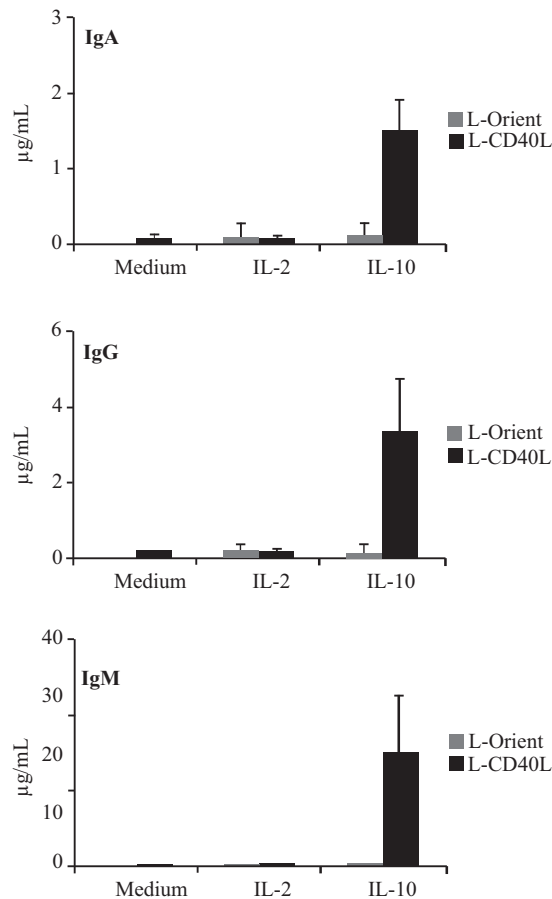 IgA
3
2
1
0
µg/mL
Medium IL-2 IL-10
L-Orient
L-CD40L
IgG
6
4
2
0
µg/mL
Medium IL-2 IL-10
L-Orient
L-CD40L
IgM
40
30
20
10
0
µg/mL
Medium IL-2 IL-10
L-Orient
L-CD40L